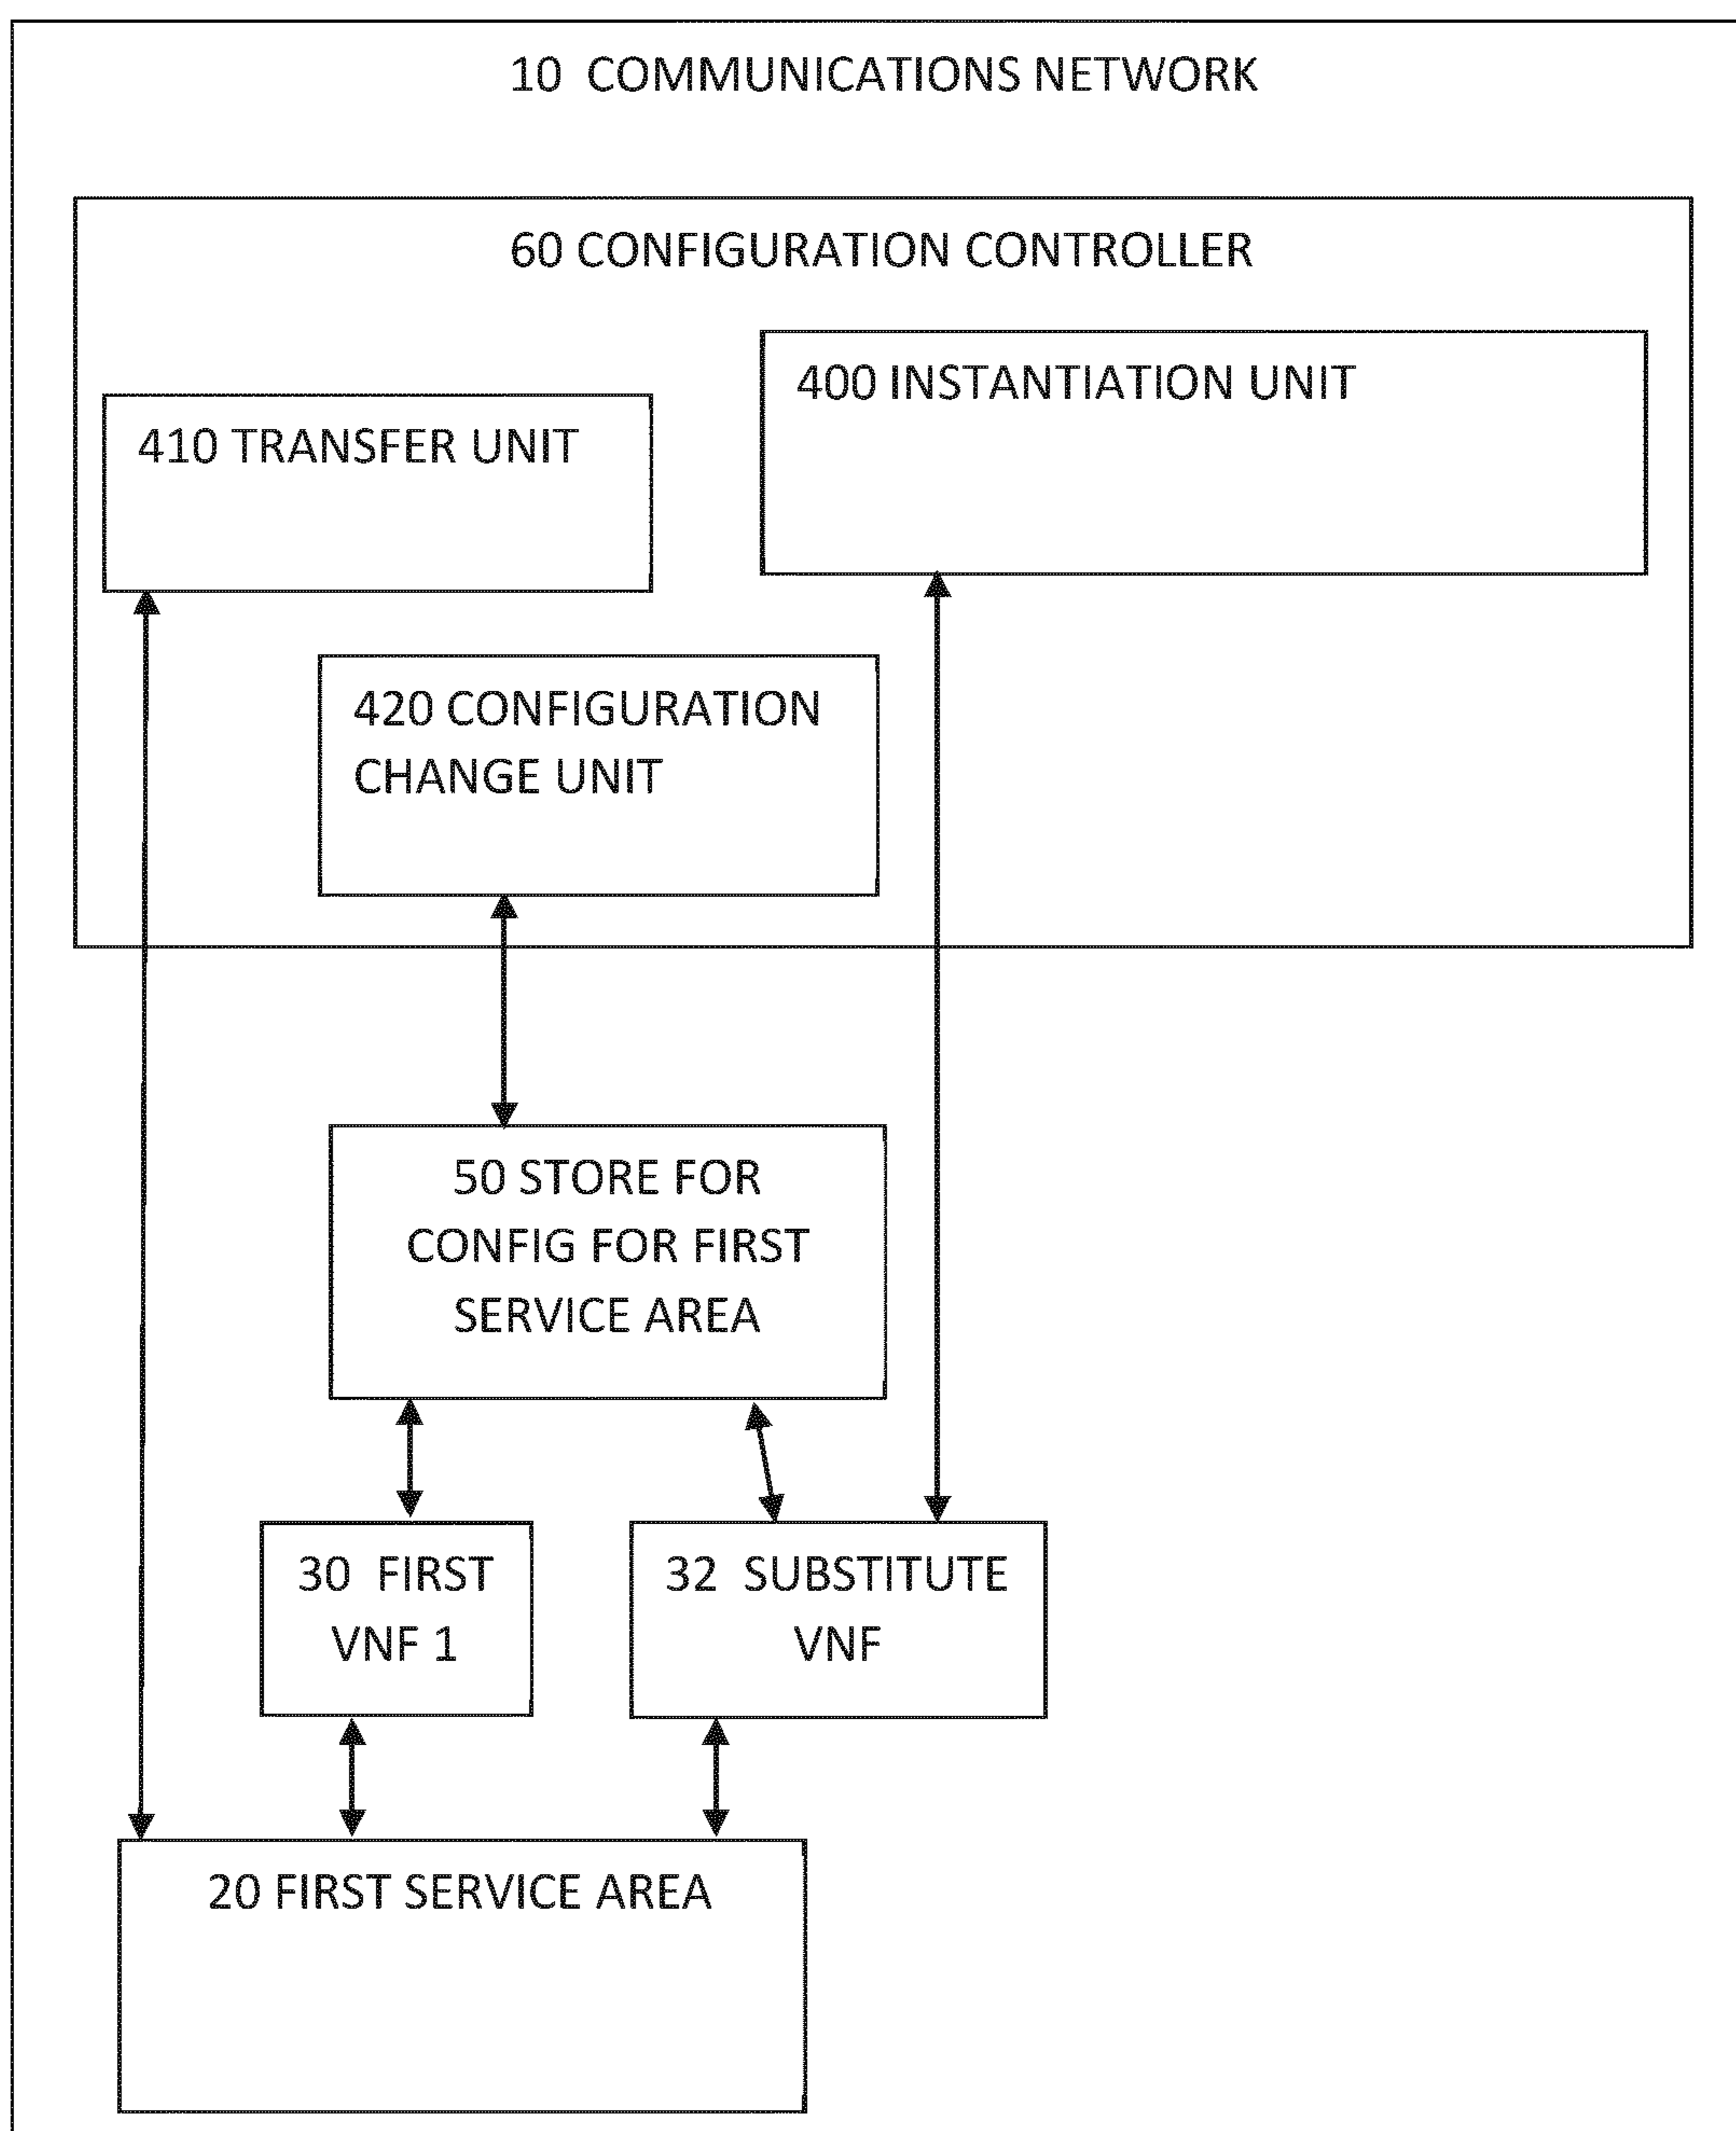 10 COMMUNICATIONS NETWORK
60 CONFIGURATION CONTROLLER
400 INSTANTIATION UNIT
410 TRANSFER UNIT
420 CONFIGURATION
CHANGE UNIT
50 STORE FOR
CONFIG FOR FIRST
SERVICE AREA
30 FIRST
VNF 1
32 SUBSTITUTE
VNF
20 FIRST SERVICE AREA